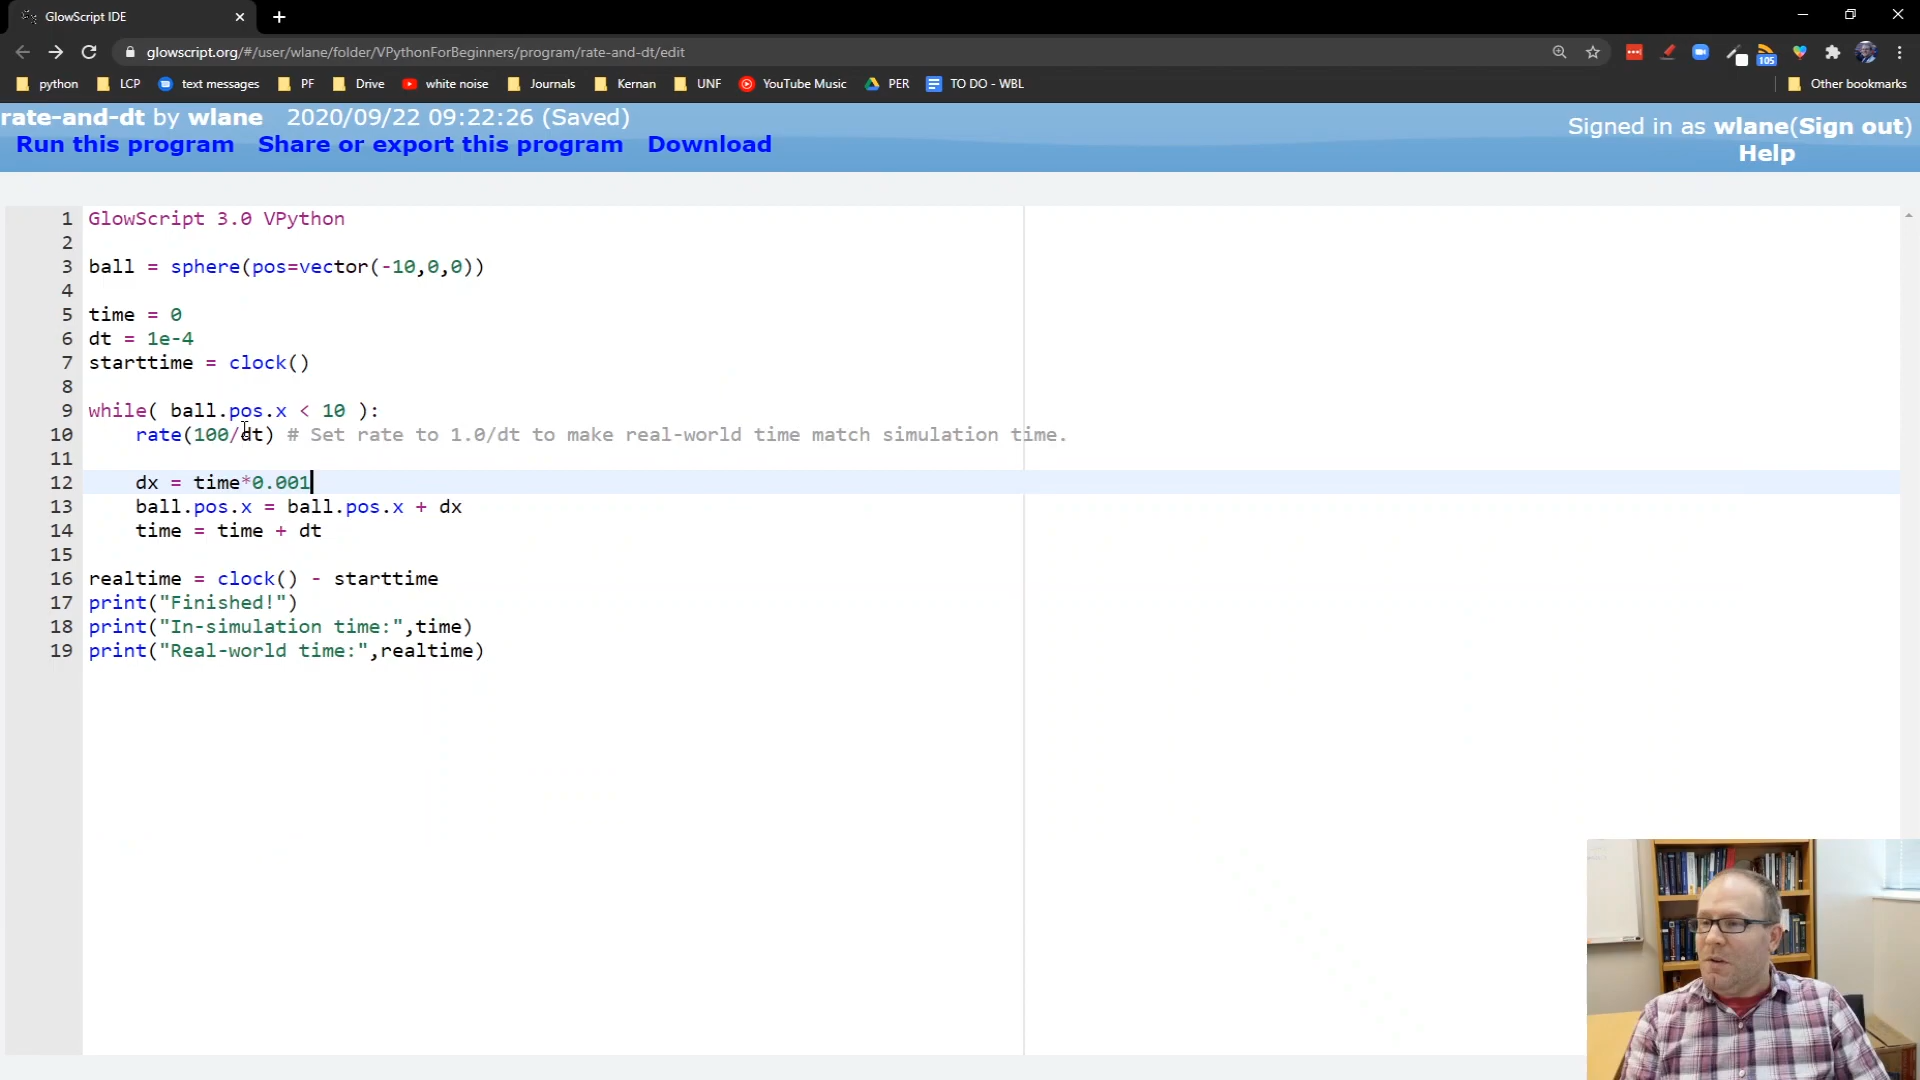 GlowScript IDE
glowscript.org/#/user/wlane/folder/VPythonForBeginners/program/rate-and-dt/edit
105
python LCP text messages PF Drive white noise Journals Kernan UNF YouTube Music PER TO DO - WBL Other bookmarks
rate-and-dt by wlane 2020/09/22 09:22:26 (Saved)
Signed in as wlane(Sign out)
Run this program Share or export this program Download
Help
1 GlowScript 3.0 VPython
2
3 ball = sphere(pos=vector(-10,0,0))
4
5 time = 0
6 dt = 1e-4
7 starttime = clock()
8
9 while( ball.pos.x < 10 ):
10 rate(100/dt) # Set rate to 1.0/dt to make real-world time match simulation time.
11
12 dx = time*0.001
13 ball.pos.x = ball.pos.x + dx
14 time = time + dt
15
16 realtime = clock() - starttime
17 print("Finished!")
18 print("In-simulation time:",time)
19 print("Real-world time:",realtime)